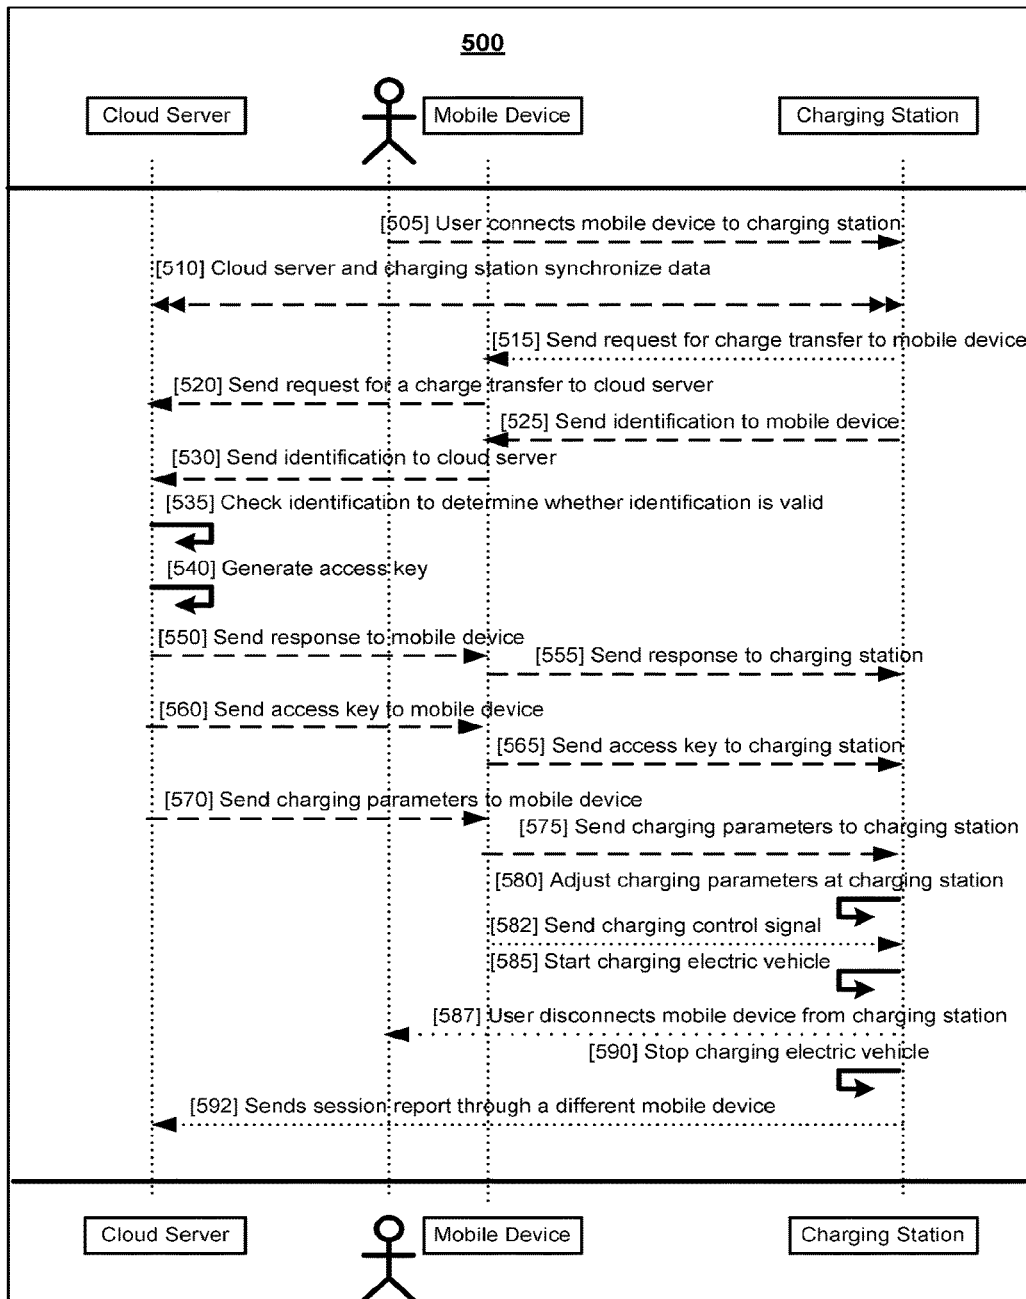 500
Cloud Server
Mobile Device
Charging Station
[505] User connects mobile device to charging station
[510] Cloud server and charging station synchronize data
[515] Send request for charge transfer to mobile device
[520] Send request for a charge transfer to cloud server
[525] Send identification to mobile device
[530] Send identification to cloud server
[535] Check identification to determine whether identification is valid
[540] Generate access key
[550] Send response to mobile device
[555] Send response to charging station
[560] Send access key to mobile device
[565] Send access key to charging station
[570] Send charging parameters to mobile device
[575] Send charging parameters to charging station
[580] Adjust charging parameters at charging station
[582] Send charging control signal
[585] Start charging electric vehicle
[587] User disconnects mobile device from charging station
[590] Stop charging electric vehicle
[592] Sends session report through a different mobile device
Cloud Server
Mobile Device
Charging Station